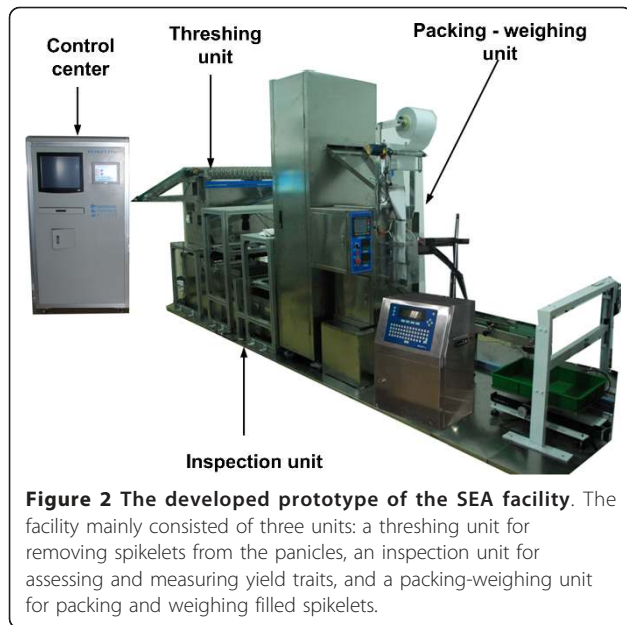 Control
center
Threshing
unit
Packing - weighing
unit
Inspection unit
Figure 2 The developed prototype of the SEA facility. The
facility mainly consisted of three units: a threshing unit for
removing spikelets from the panicles, an inspection unit for
assessing and measuring yield traits, and a packing-weighing unit
for packing and weighing filled spikelets.